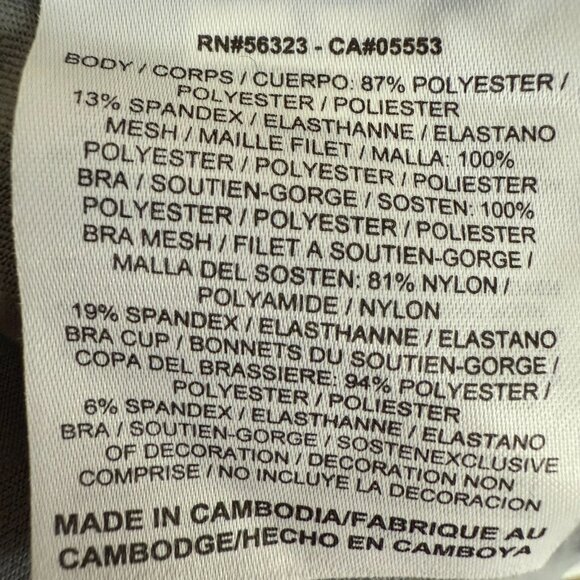 RN#56323 - CA#05553
BODY / CORPS / CUERPO: 87% POLYESTER /
POLYESTER / POLIESTER
13% SPANDEX / ELASTHANNE / ELASTANO
MESH / MAILLE FILET / MALLA: 100%
POLYESTER / POLYESTER / POLIESTER
BRA / SOUTIEN-GORGE / SOSTEN: 100%
POLYESTER / POLYESTER / POLIESTER
BRA MESH / FILET A SOUTIEN-GORGE /
MALLA DEL SOSTEN: 81% NYLON /
POLYAMIDE / NYLON
19% SPANDEX / ELASTHANNE / ELASTANO
BRA CUP / BONNETS DU SOUTIEN-GORGE /
COPA DEL BRASSIERE: 94% POLYESTER /
POLYESTER / POLIESTER
6% SPANDEX / ELASTHANNE / ELASTANO
BRA / SOUTIEN-GORGE / SOSTENEXCLUSIVE
OF DECORATION / DECORATION NON
COMPRISE / NO INCLUYE LA DECORACION
MADE IN CAMBODIA/FABRIQUE AU
CAMBODGE/HECHO EN CAMBOYA